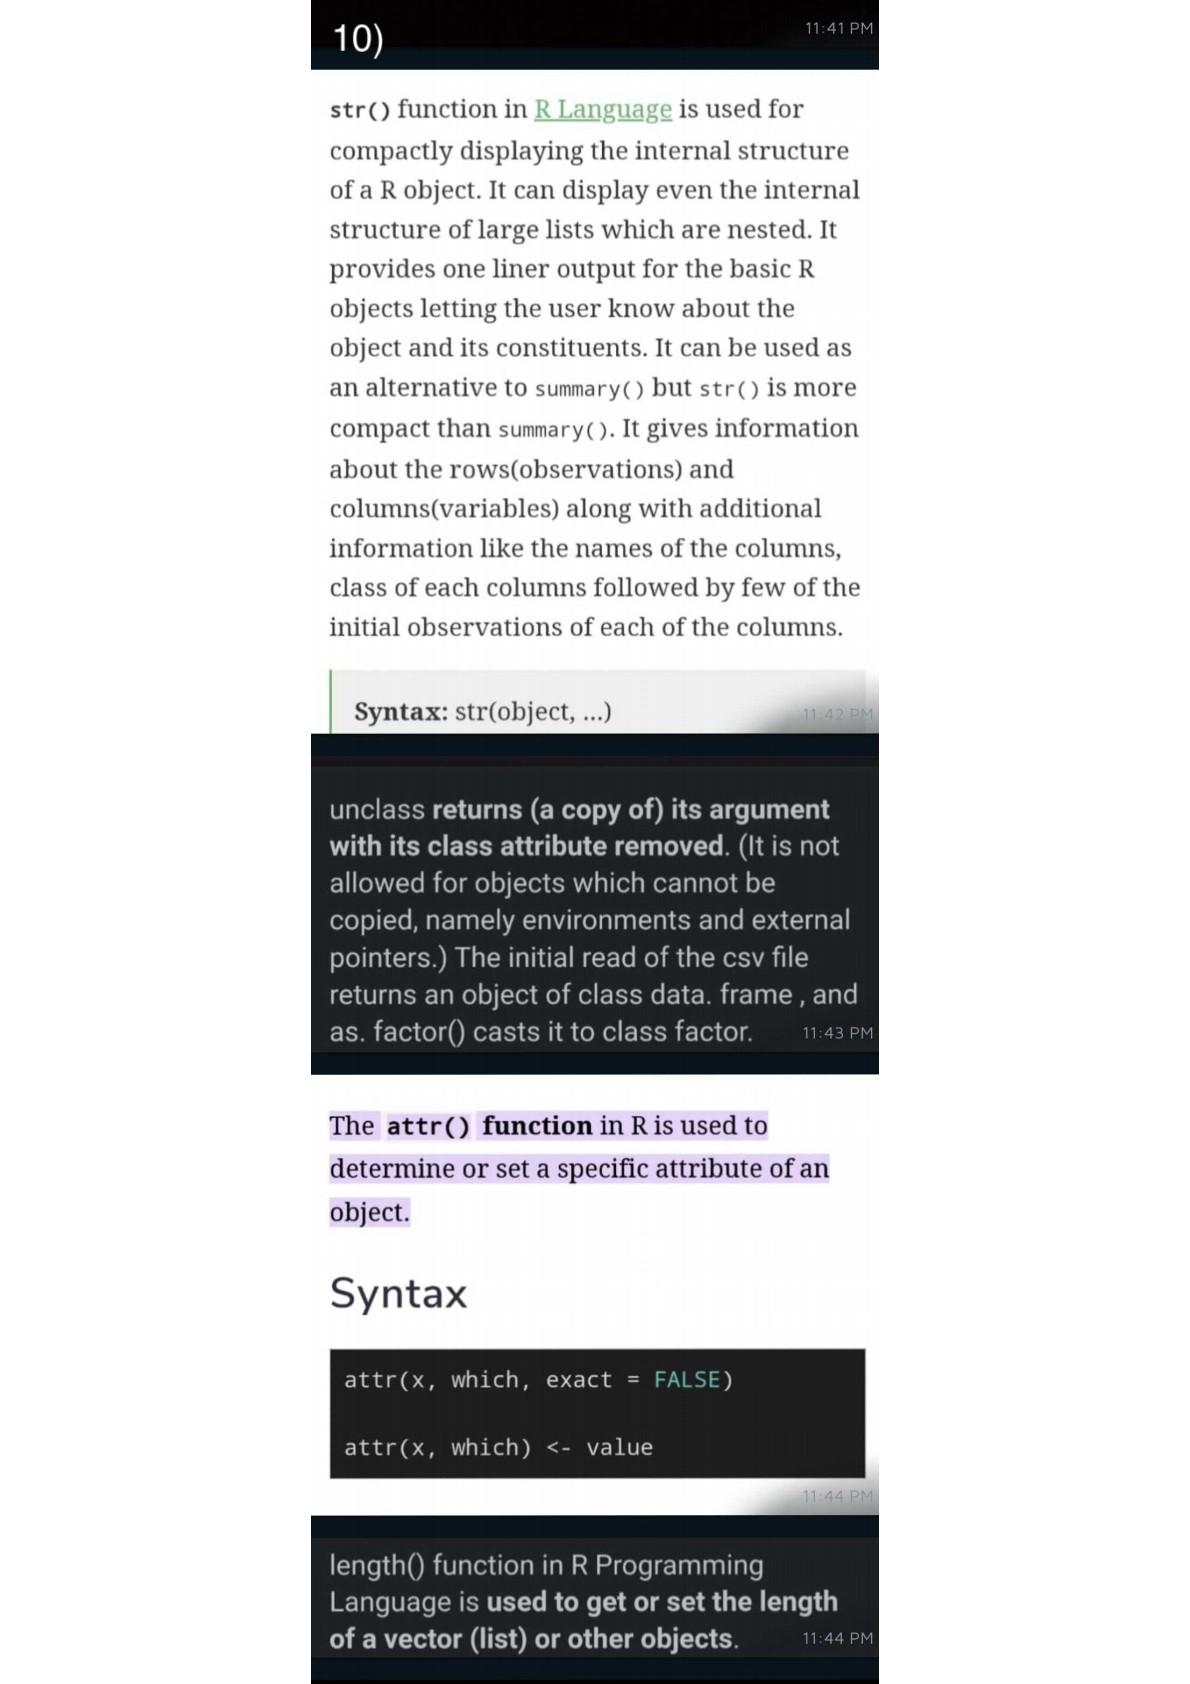 10)
11:41 PM
str() function in R Language is used for
compactly displaying the internal structure
of a R object. It can display even the internal
structure of large lists which are nested. It
provides one liner output for the basic R
objects letting the user know about the
object and its constituents. It can be used as
an alternative to summary() but str() is more
compact than summary(). It gives information
about the rows(observations) and
columns(variables) along with additional
information like the names of the columns,
class of each columns followed by few of the
initial observations of each of the columns.
Syntax: str(object, ...)
11:42 PM
unclass returns (a copy of) its argument
with its class attribute removed. (It is not
allowed for objects which cannot be
copied, namely environments and external
pointers.) The initial read of the csv file
returns an object of class data. frame , and
as. factor() casts it to class factor.
11:43 PM
The attr() function in R is used to
determine or set a specific attribute of an
object.
Syntax
attr(x, which, exact = FALSE)
attr(x, which) <- value
11:44 PM
length() function in R Programming
Language is used to get or set the length
of a vector (list) or other objects.
11:44 PM